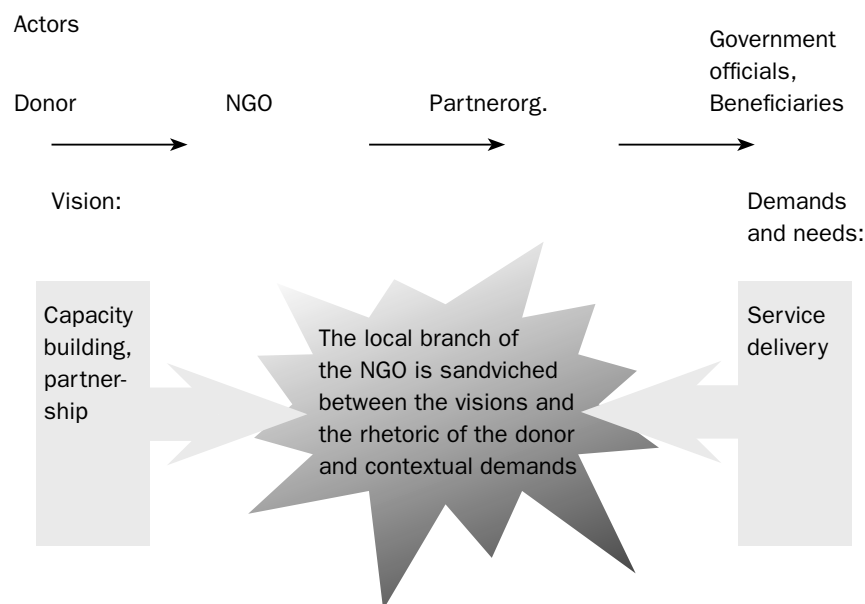 Actors
Government
officials,
Beneficiaries
Donor
NGO
Partnerorg.
Vision:
Demands
and needs:
Capacity
building,
partner-
ship
The local branch of
the NGO is sandviched
between the visions and
the rhetoric of the donor
and contextual demands
Service
delivery